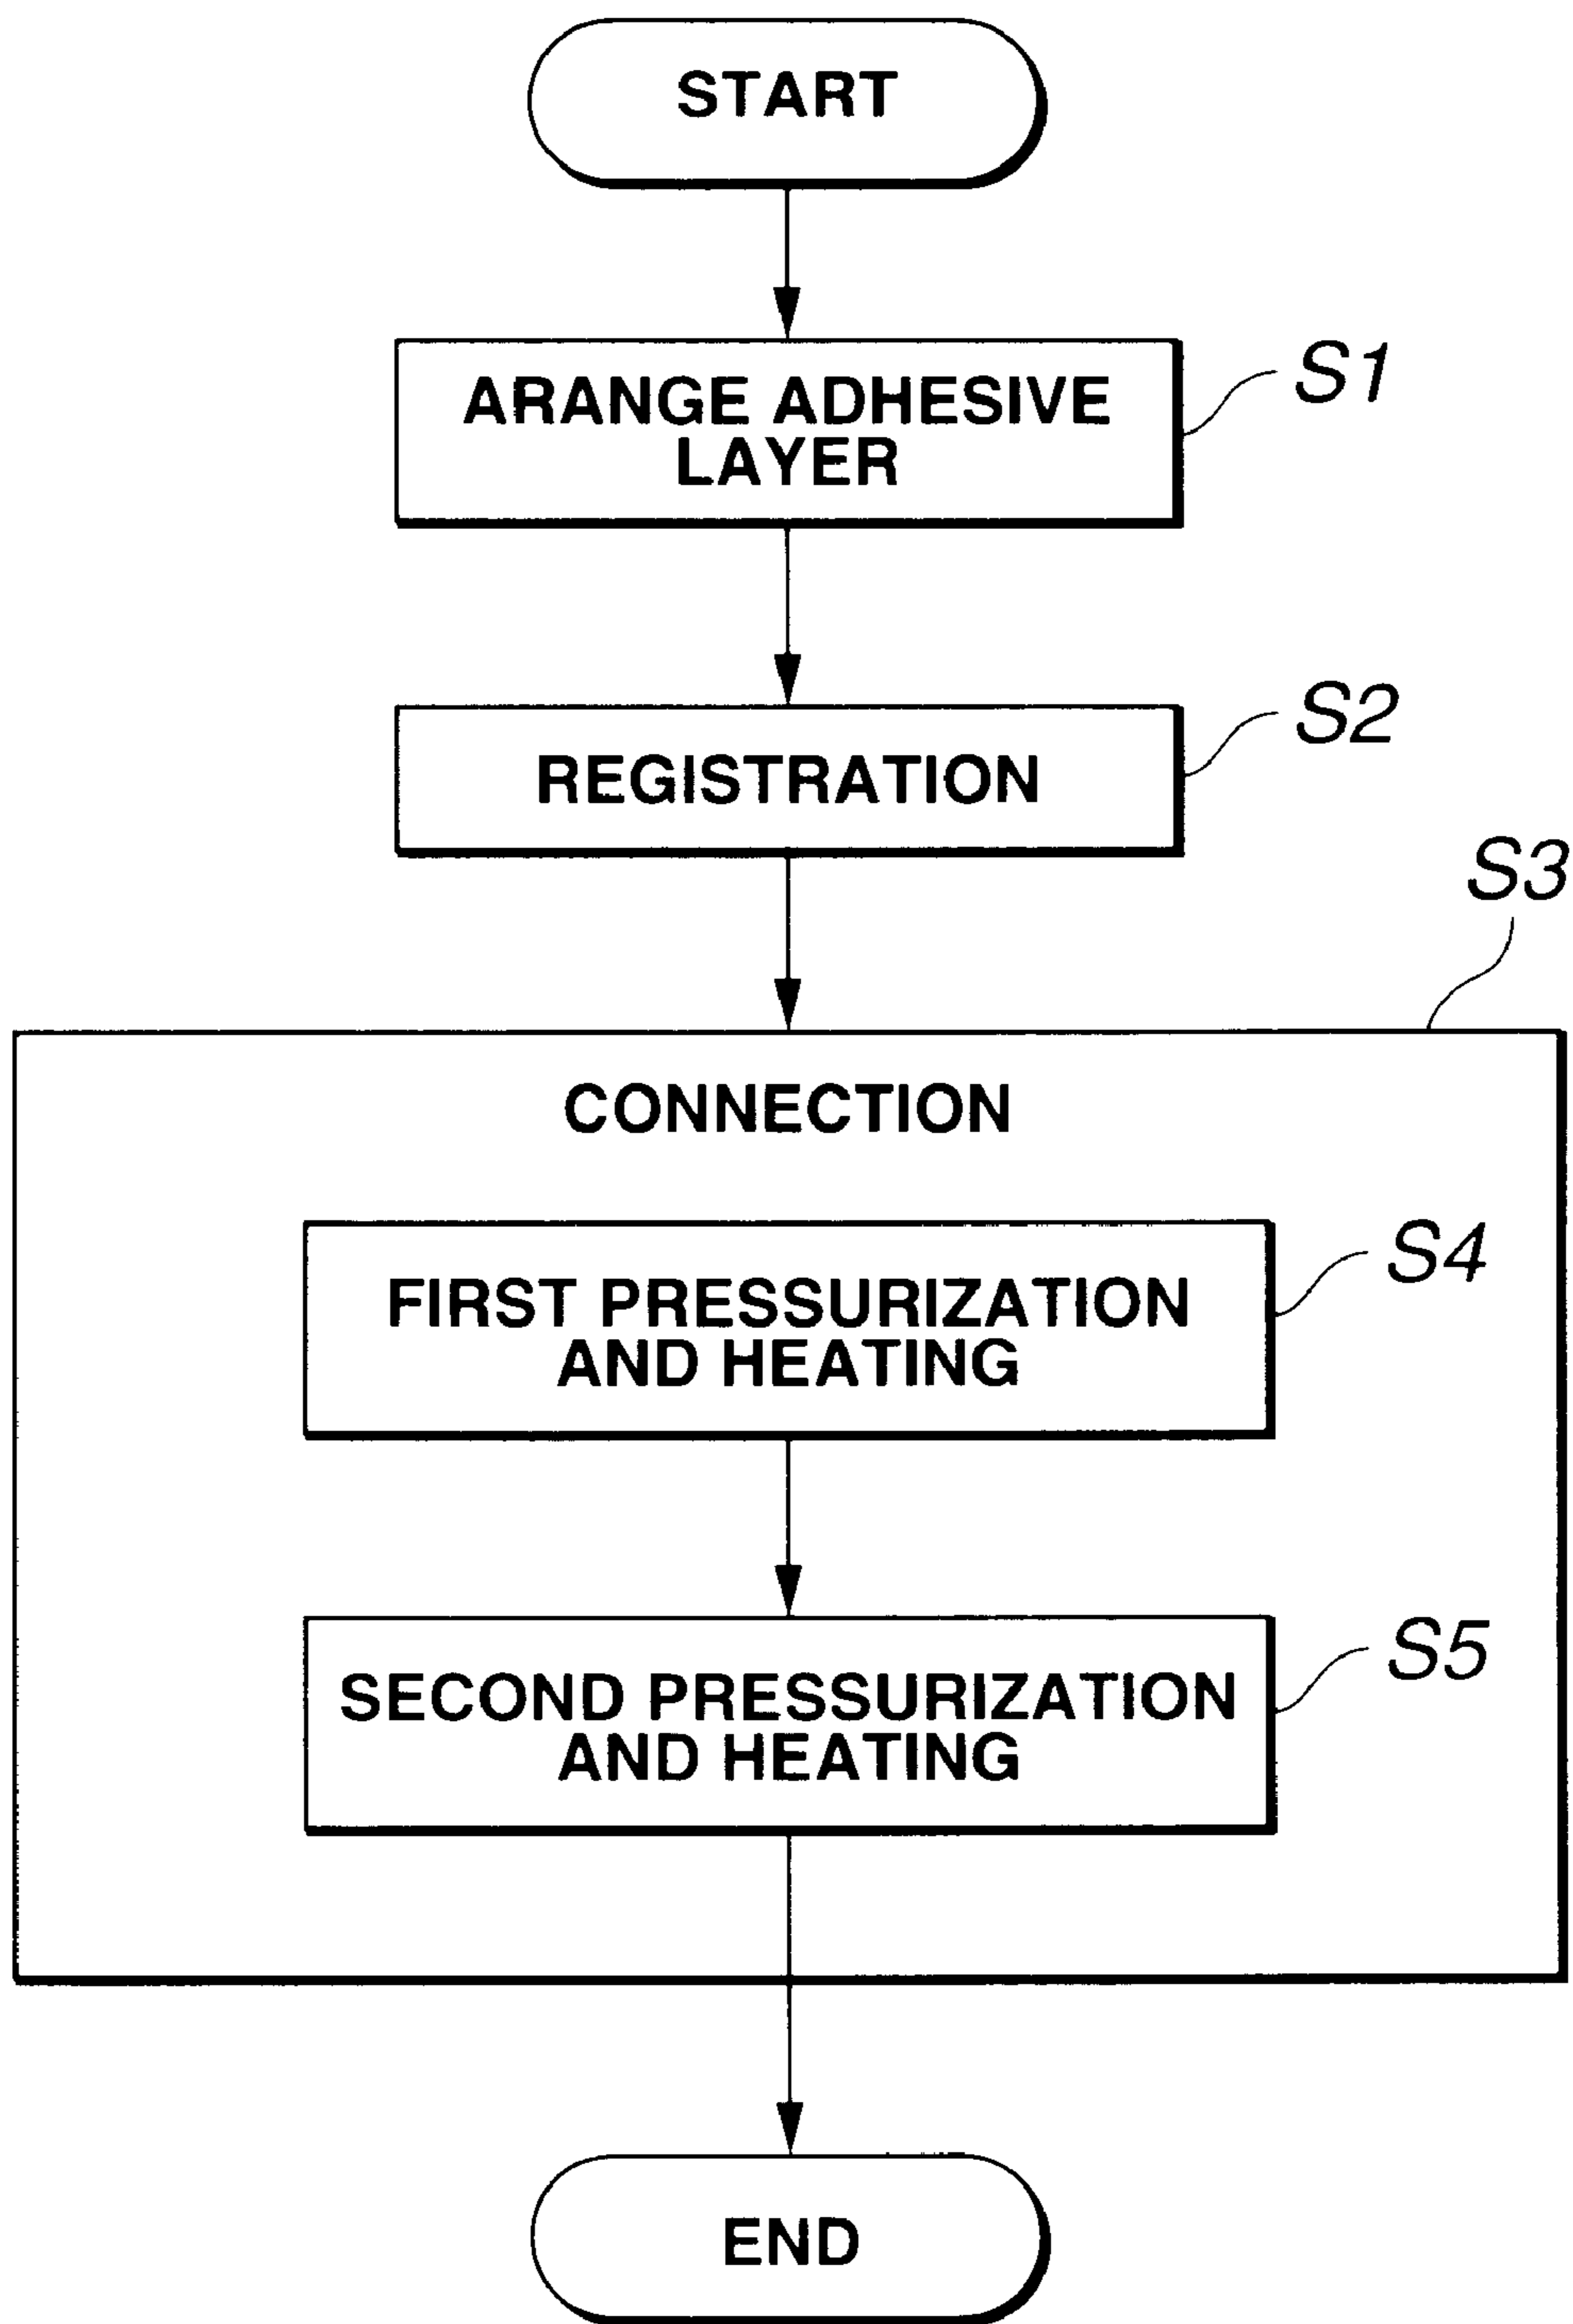 START
ARANGE ADHESIVE
LAYER
S1
REGISTRATION
S2
S3
CONNECTION
FIRST PRESSURIZATION
AND HEATING
S4
SECOND PRESSURIZATION
AND HEATING
S5
END